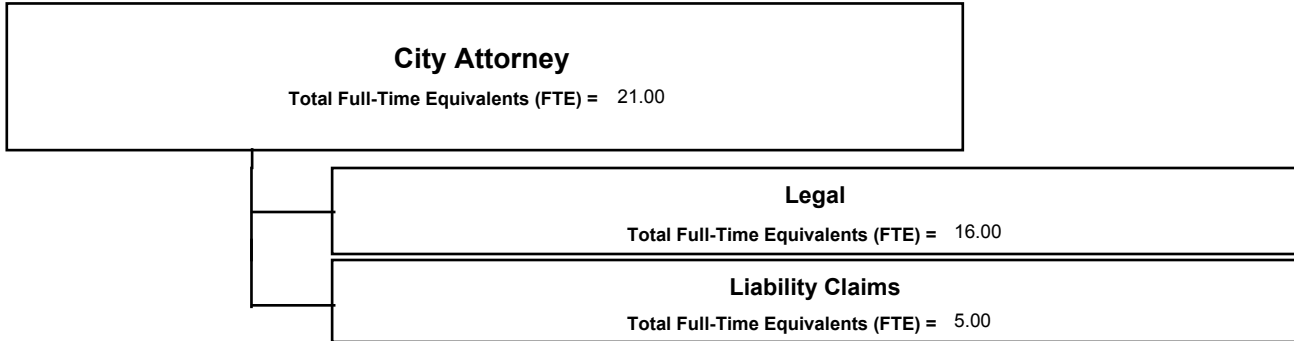 City Attorney
Total Full-Time Equivalents (FTE) = 21.00
Legal
Total Full-Time Equivalents (FTE) = 16.00
Liability Claims
Total Full-Time Equivalents (FTE) = 5.00